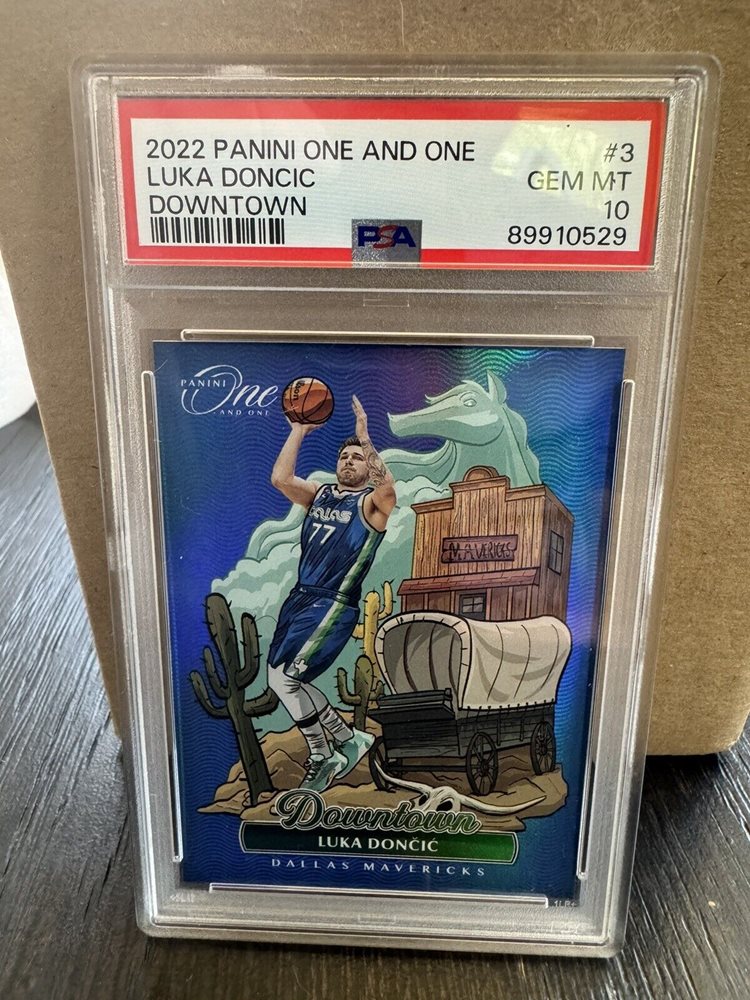 2022 PANINI ONE AND ONE #3
LUKA DONCIC GEM MT
DOWNTOWN 10
PSA 89910529
PANINI
One
AND ONE
77
MAVERICKS
Downtown
LUKA DONČIĆ
DALLAS MAVERICKS